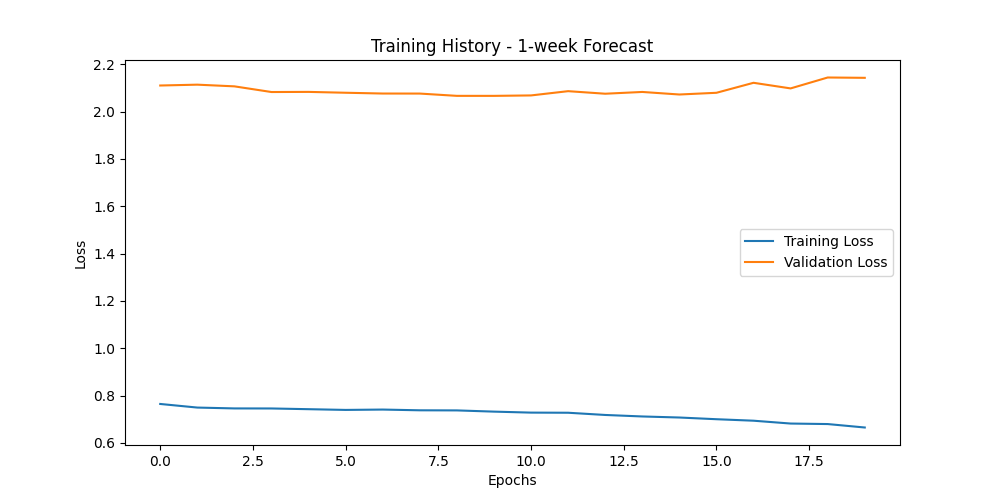 Training History - 1-week Forecast
2.2
2.0
1.8
1.6
1.4
1.2
1.0
0.8
0.6
Loss
Training Loss
Validation Loss
0.0 2.5 5.0 7.5 10.0 12.5 15.0 17.5
Epochs